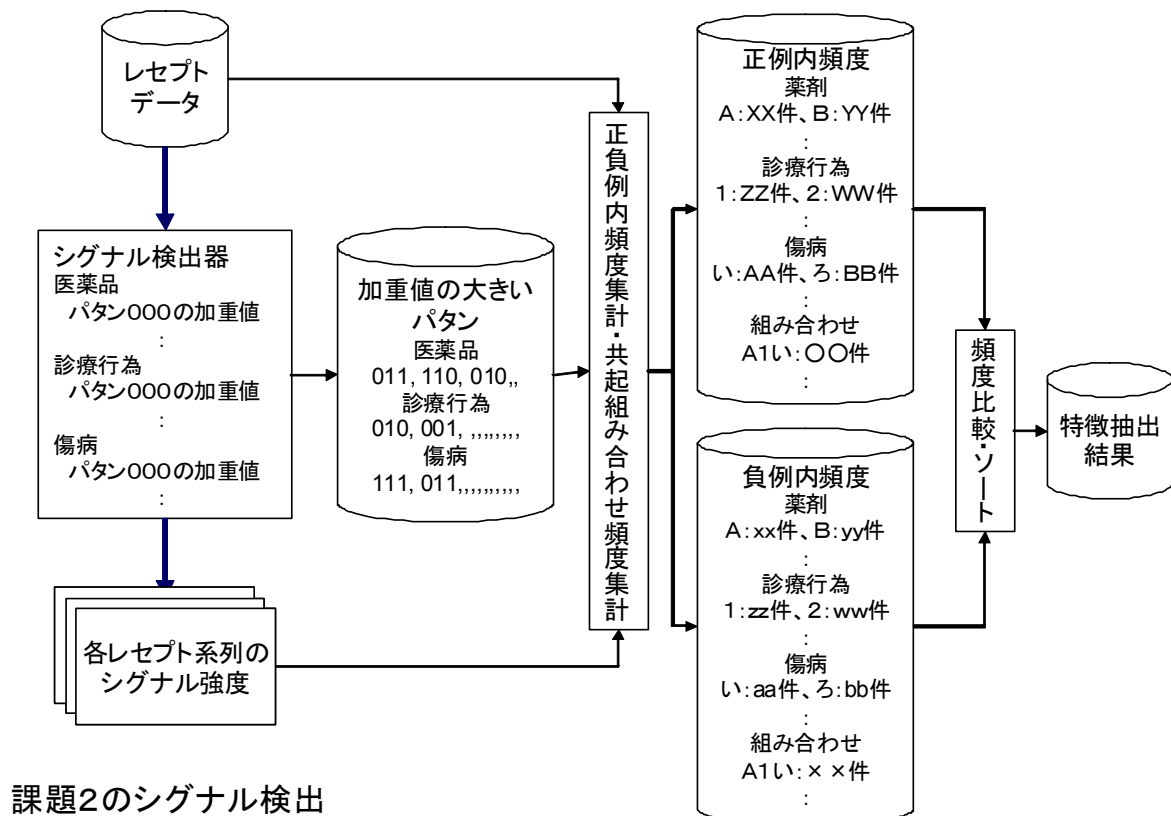 レセプト
データ
シグナル検出器
医薬品
パタン000の加重値
:
診療行為
パタン000の加重値
:
傷病
パタン000の加重値
:
各レセプト系列の
シグナル強度
加重値の大きい
パタン
医薬品
011, 110, 010,,
診療行為
010, 001, ,,,,,,,,
傷病
111, 011,,,,,,,,,,
正負例内頻度集計・共起組み合わせ頻度集計
正例内頻度
薬剤
A:XX件、B:YY件
:
診療行為
1:ZZ件、2:WW件
:
傷病
い:AA件、ろ:BB件
:
組み合わせ
A1い:〇〇件
:
負例内頻度
薬剤
A:xx件、B:yy件
:
診療行為
1:zz件、2:ww件
:
傷病
い:aa件、ろ:bb件
:
組み合わせ
A1い:××件
:
頻度比較・ソート
特徴抽出
結果
課題2のシグナル検出